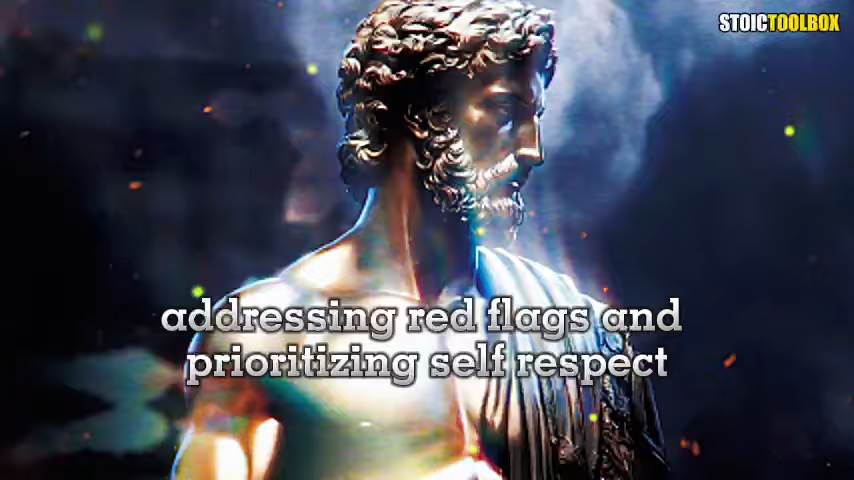 STOICTOOLBOX
addressing red flags and
prioritizing self respect